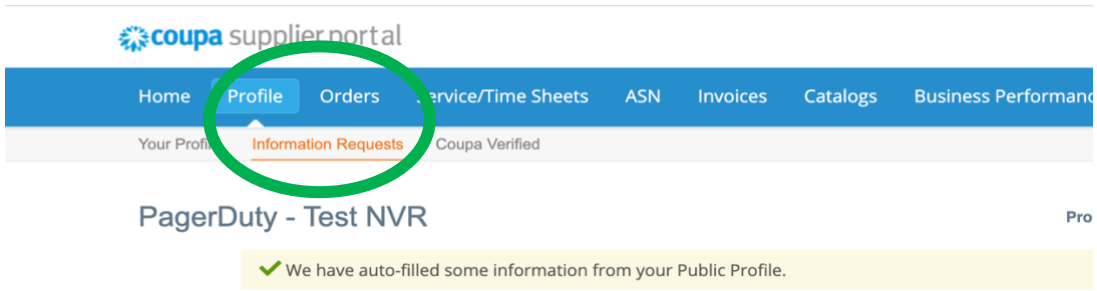 coupa supplier portal
Home Profile Orders Service/Time Sheets ASN Invoices Catalogs Business Performanc
Your Profil Information Requests Coupa Verified
PagerDuty - Test NVR Pro
We have auto-filled some information from your Public Profile.